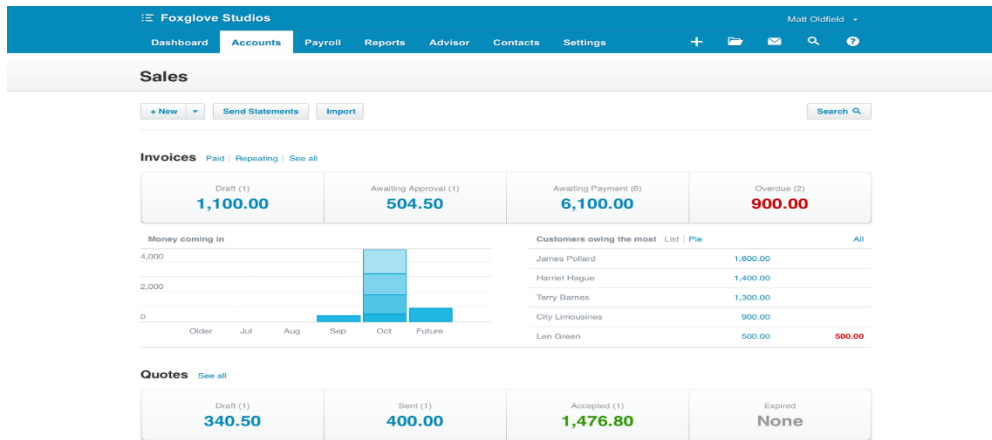 Foxglove Studios
Matt Oldfield
Dashboard Accounts Payroll Reports Advisor Contacts Settings
Sales
+ New Send Statements Import Search
Invoices Paid | Repeating | See all
Draft (1) Awaiting Approval (1) Awaiting Payment (6) Overdue (2)
1,100.00 504.50 6,100.00 900.00
Money coming in
4,000
2,000
0
Older Jul Aug Sep Oct Future
Customers owing the most List | Pie All
James Pollard 1,600.00
Harriet Hague 1,400.00
Terry Barnes 1,300.00
City Limousines 900.00
Len Green 500.00 500.00
Quotes See all
Draft (1) Sent (1) Accepted (1) Expired
340.50 400.00 1,476.80 None